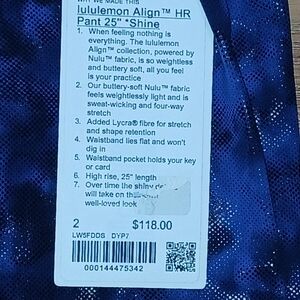 WHY WE MADE THIS
lululemon Align™ HR
Pant 25" *Shine
1. When feeling nothing is
everything. The lululemon
Align™ collection, powered by
Nulu™ fabric, is so weightless
and buttery soft, all you feel
is your practice
2. Our buttery-soft Nulu™ fabric
feels weightlessly light and is
sweat-wicking and four-way
stretch
3. Added Lycra® fibre for stretch
and shape retention
4. Waistband lies flat and won't
dig in
5. Waistband pocket holds your
key or card
6. High rise, 25" length
7. Over time the shiny
will take on
well-loved look
2 $118.00
LW5FDDS DYP7
000144475342